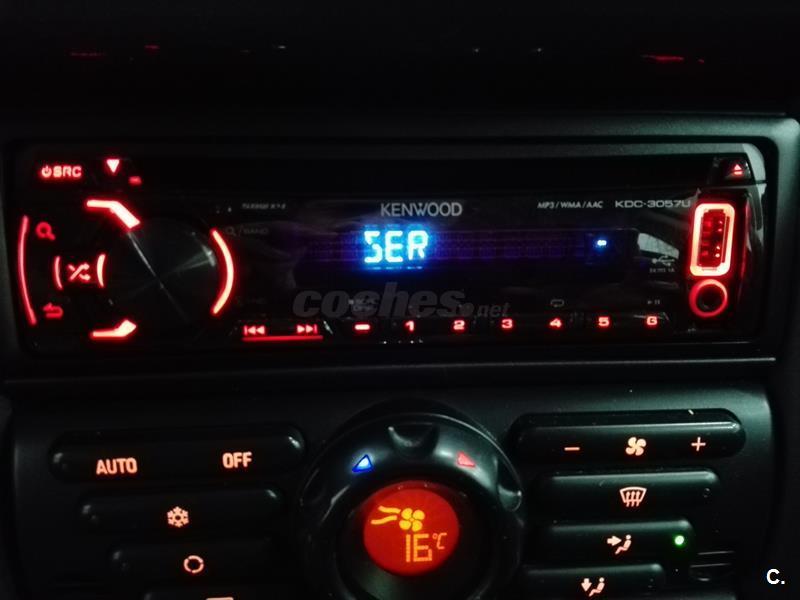 SRC
KENWOOD
MP3/WMA/AAC KDC-3057U
Q/BAND
SER
coches.net
1 2 3 4 5 6
AUTO OFF
- +
16°C
C.